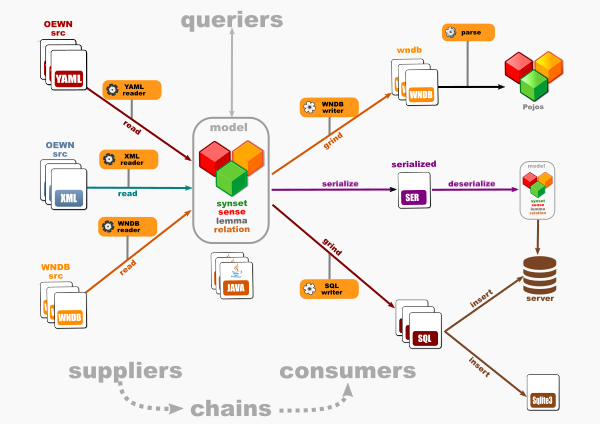 queriers
OEWN
src
YAML
YAML
reader
read
OEWN
src
XML
XML
reader
read
WNDB
src
WNDB
WNDB
reader
read
model
synset
sense
lemma
relation
JAVA
WNDB
writer
grind
wndb
WNDB
parse
Pojos
serialize
serialized
SER
deserialize
model
synset
sense
lemma
relation
grind
SQL
writer
SQL
insert
server
insert
Sqlite3
suppliers
chains
consumers